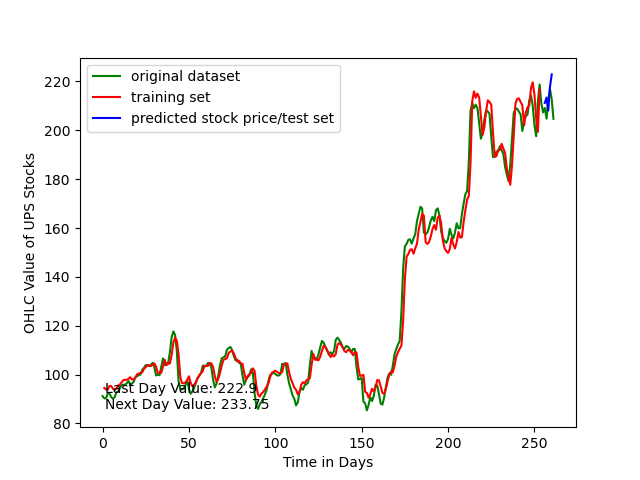 original dataset
training set
predicted stock price/test set
OHLC Value of UPS Stocks
220
200
180
160
140
120
100
80
Last Day Value: 222.9
Next Day Value: 233.75
0 50 100 150 200 250
Time in Days